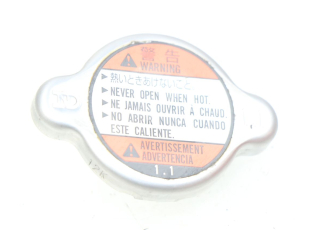 警告
WARNING
▶ 熱いときあけないこと.
▶ NEVER OPEN WHEN HOT.
▶ NE JAMAIS OUVRIR À CHAUD
▶ NO ABRIR NUNCA CUANDO
ESTE CALIENTE.
AVERTISSEMENT
ADVERTENCIA
1.1